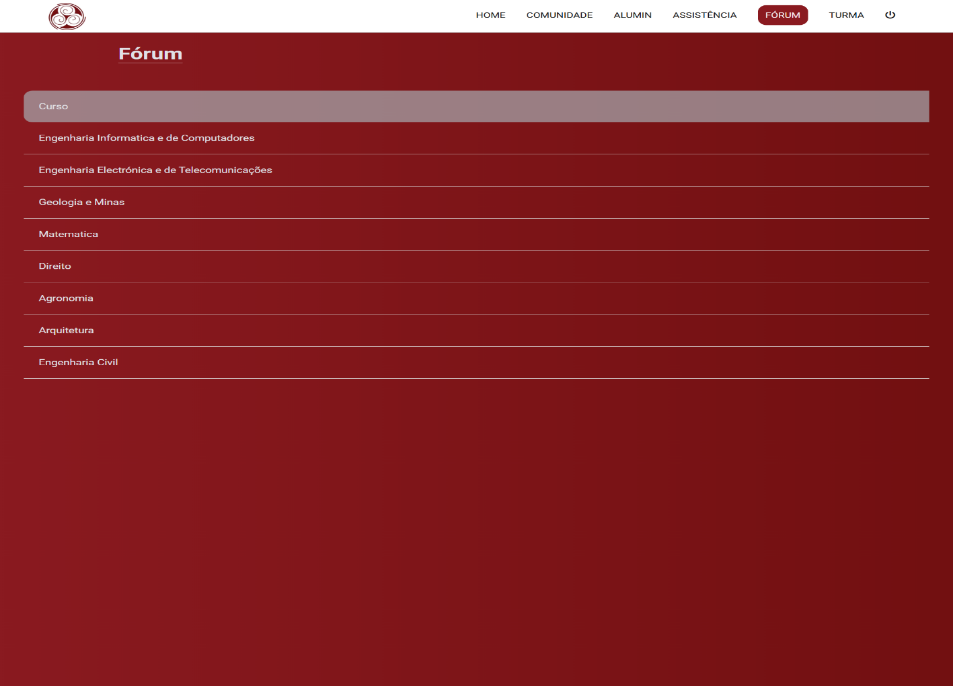 HOME COMUNIDADE ALUMIN ASSISTÊNCIA FÓRUM TURMA
Fórum
Curso
Engenharia Informatica e de Computadores
Engenharia Electrónica e de Telecomunicações
Geologia e Minas
Matematica
Direito
Agronomia
Arquitetura
Engenharia Civil